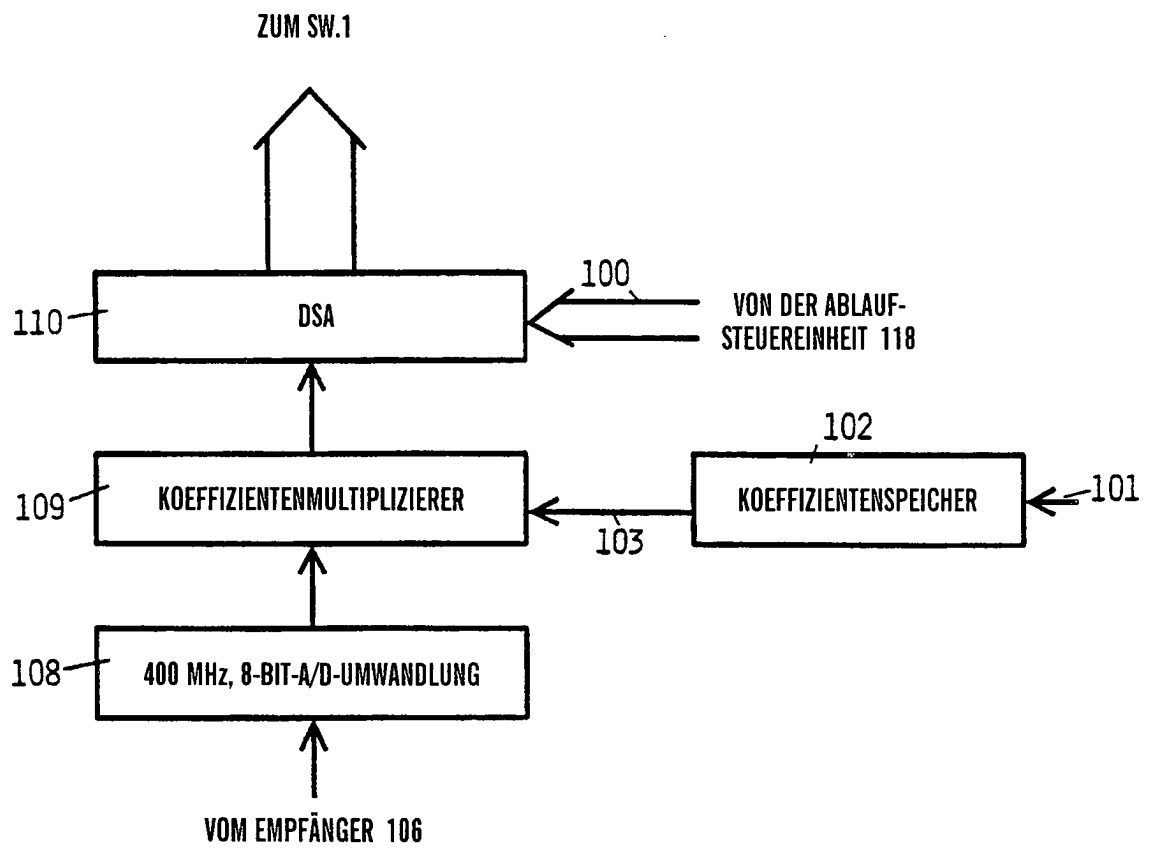 ZUM SW.1
100
110
DSA
VON DER ABLAUF-
STEUEREINHEIT 118
102
109
KOEFFIZIENTENMULTIPLIZIERER
103
KOEFFIZIENTENSPEICHER
101
108
400 MHz, 8-BIT-A/D-UMWANDLUNG
VOM EMPFÄNGER 106